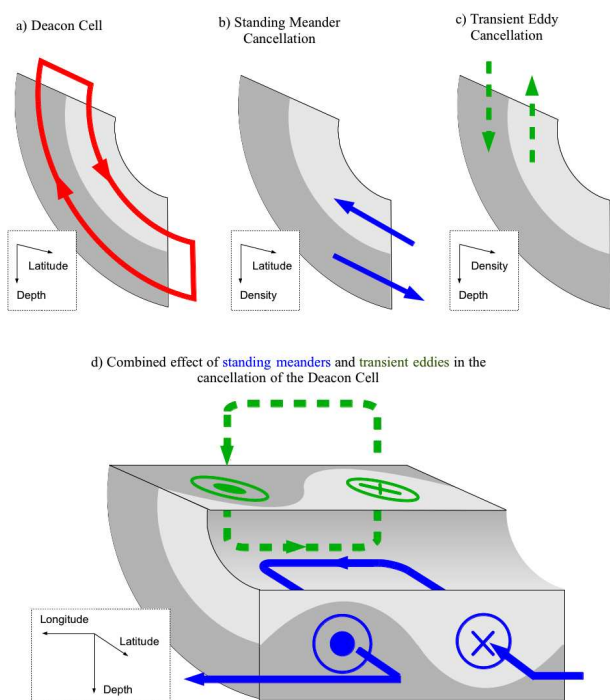 a) Deacon Cell
b) Standing Meander
Cancellation
c) Transient Eddy
Cancellation
Latitude
Depth
Latitude
Density
Density
Depth
d) Combined effect of standing meanders and transient eddies in the
cancellation of the Deacon Cell
Longitude
Latitude
Depth